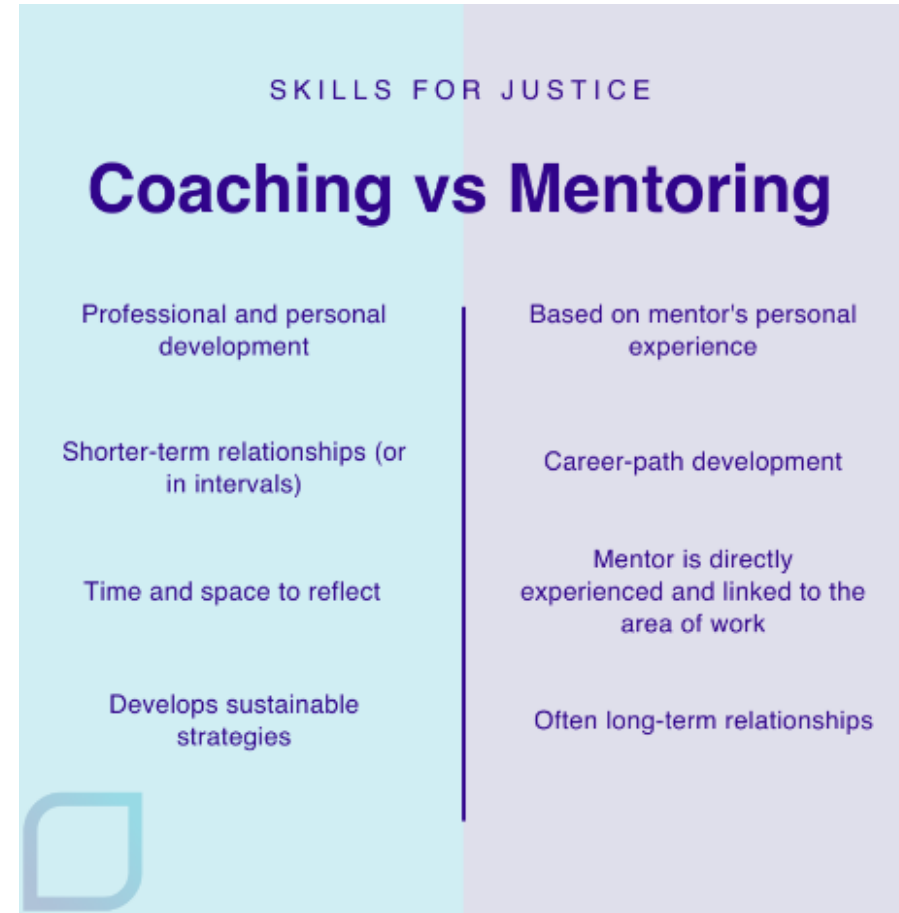 SKILLS FOR JUSTICE
Coaching vs Mentoring
Professional and personal
development
Shorter-term relationships (or
in intervals)
Time and space to reflect
Develops sustainable
strategies
Based on mentor's personal
experience
Career-path development
Mentor is directly
experienced and linked to the
area of work
Often long-term relationships